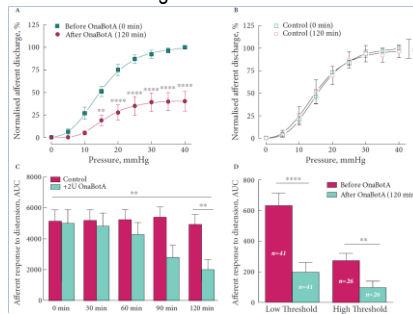 A
Before OnaBotA (0 min)
After OnaBotA (120 min)
Normalised afferent discharge, %
125
100
75
50
25
0
** **** **** **** **** ****
0 10 20 30 40
Pressure, mmHg
B
Control (0 min)
Control (120 min)
Normalised afferent discharge, %
125
100
75
50
25
0
0 10 20 30 40
Pressure, mmHg
C
Control
+2U OnaBotA
Afferent response to distension, AUC
8000
6000
4000
2000
0
**
**
0 min 30 min 60 min 90 min 120 min
D
Before OnaBotA
After OnaBotA (120 min)
Afferent response to distension, AUC
800
600
400
200
0
****
**
n=41
n=41
n=26
n=26
Low Threshold High Threshold